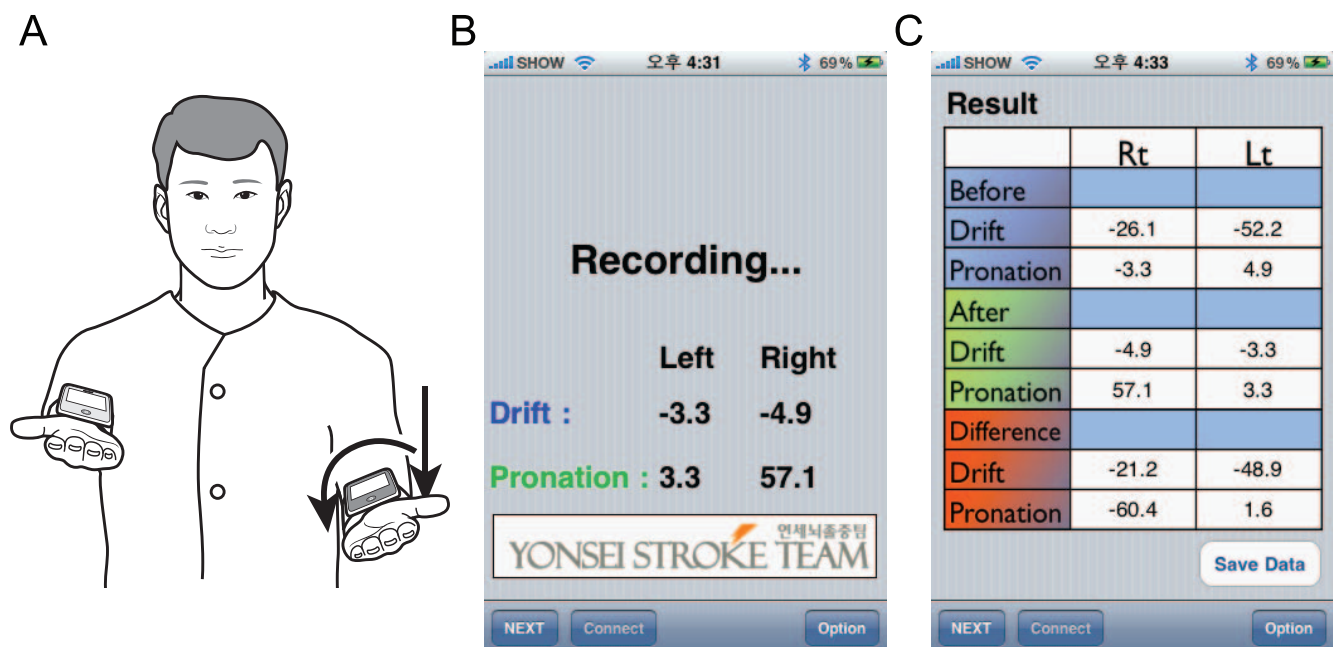 A
B
SHOW 오후 4:31 69%
Recording...
Left Right
Drift : -3.3 -4.9
Pronation : 3.3 57.1
연세뇌졸중팀
YONSEI STROKE TEAM
NEXT Connect Option
C
SHOW 오후 4:33 69%
Result
Rt Lt
Before
Drift -26.1 -52.2
Pronation -3.3 4.9
After
Drift -4.9 -3.3
Pronation 57.1 3.3
Difference
Drift -21.2 -48.9
Pronation -60.4 1.6
Save Data
NEXT Connect Option